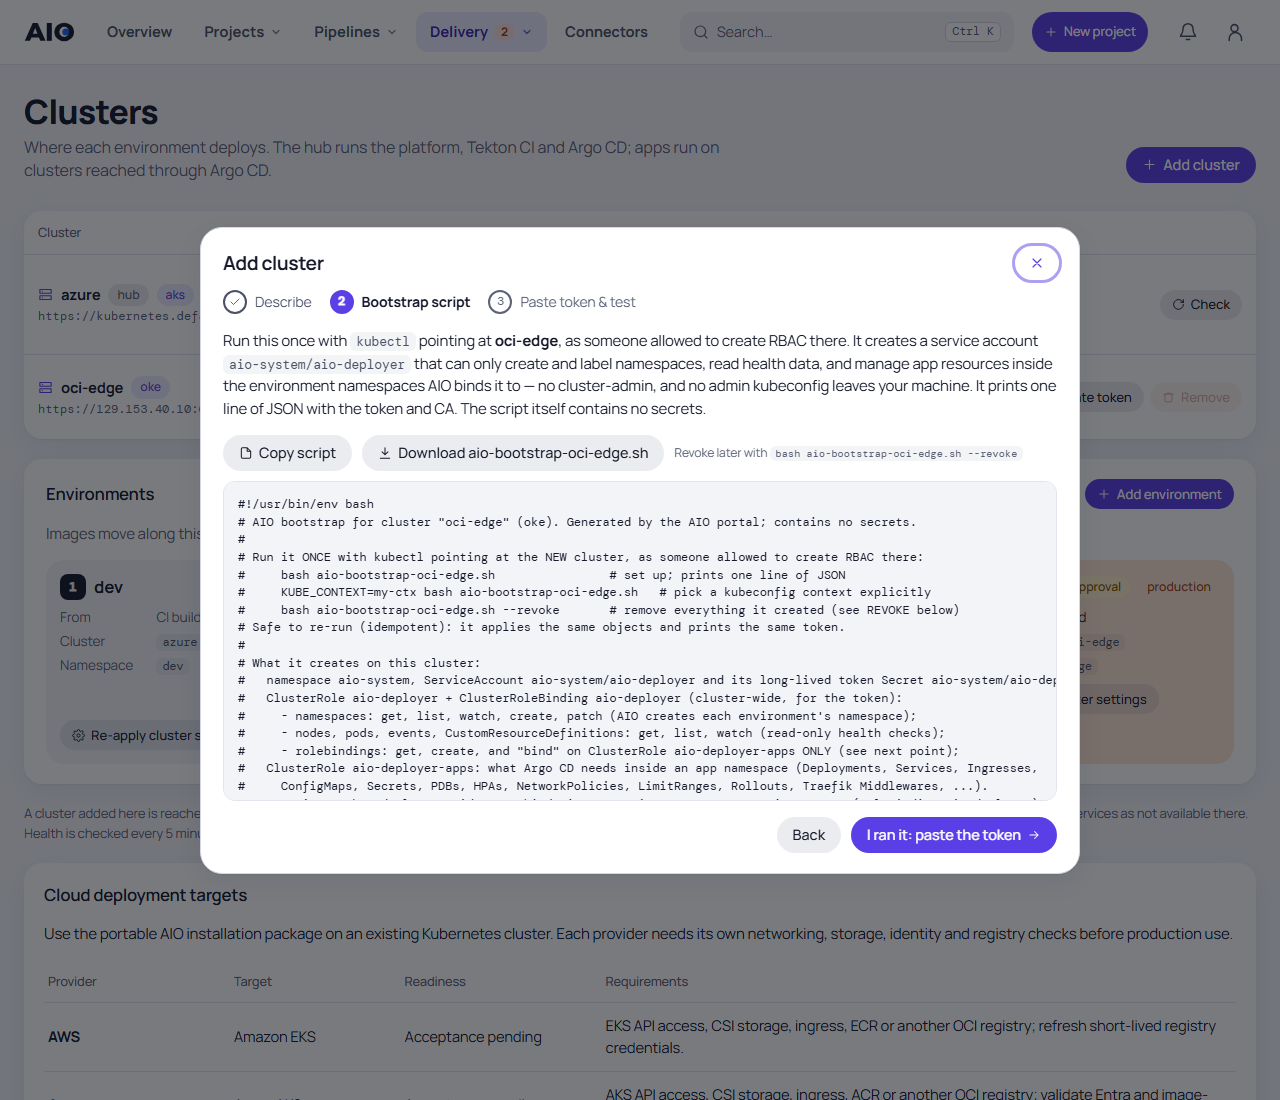 AIO
Overview
Projects
Pipelines
Delivery 2
Connectors
Search...
Ctrl K
New project
Clusters
Where each environment deploys. The hub runs the platform, Tekton CI and Argo CD; apps run on
clusters reached through Argo CD.
Add cluster
Cluster
azure hub aks
https://kubernetes.def
Check
oci-edge oke
https://129.153.40.10:
te token
Remove
Environments
Add environment
Images move along this
1 dev
From CI build
Cluster azure
Namespace dev
Re-apply cluster s
pproval
production
d
i-edge
ge
er settings
A cluster added here is reache
rvices as not available there.
Health is checked every 5 minu
Add cluster
Describe
2 Bootstrap script
3 Paste token & test
Run this once with kubectl pointing at oci-edge, as someone allowed to create RBAC there. It creates a service account
aio-system/aio-deployer that can only create and label namespaces, read health data, and manage app resources inside
the environment namespaces AIO binds it to — no cluster-admin, and no admin kubeconfig leaves your machine. It prints one
line of JSON with the token and CA. The script itself contains no secrets.
Copy script
Download aio-bootstrap-oci-edge.sh
Revoke later with bash aio-bootstrap-oci-edge.sh --revoke
#!/usr/bin/env bash
# AIO bootstrap for cluster "oci-edge" (oke). Generated by the AIO portal; contains no secrets.
#
# Run it ONCE with kubectl pointing at the NEW cluster, as someone allowed to create RBAC there:
#     bash aio-bootstrap-oci-edge.sh                # set up; prints one line of JSON
#     KUBE_CONTEXT=my-ctx bash aio-bootstrap-oci-edge.sh   # pick a kubeconfig context explicitly
#     bash aio-bootstrap-oci-edge.sh --revoke       # remove everything it created (see REVOKE below)
# Safe to re-run (idempotent): it applies the same objects and prints the same token.
#
# What it creates on this cluster:
#   namespace aio-system, ServiceAccount aio-system/aio-deployer and its long-lived token Secret aio-system/aio-dep
#   ClusterRole aio-deployer + ClusterRoleBinding aio-deployer (cluster-wide, for the token):
#     - namespaces: get, list, watch, create, patch (AIO creates each environment's namespace);
#     - nodes, pods, events, CustomResourceDefinitions: get, list, watch (read-only health checks);
#     - rolebindings: get, create, and "bind" on ClusterRole aio-deployer-apps ONLY (see next point);
#   ClusterRole aio-deployer-apps: what Argo CD needs inside an app namespace (Deployments, Services, Ingresses,
#     ConfigMaps, Secrets, PDBs, HPAs, NetworkPolicies, LimitRanges, Rollouts, Traefik Middlewares, ...).
Back
I ran it: paste the token
Cloud deployment targets
Use the portable AIO installation package on an existing Kubernetes cluster. Each provider needs its own networking, storage, identity and registry checks before production use.
Provider Target Readiness Requirements
AWS Amazon EKS Acceptance pending EKS API access, CSI storage, ingress, ECR or another OCI registry; refresh short-lived registry
credentials.
AKS API access, CSI storage, ingress, ACR or another OCI registry; validate Entra and image-